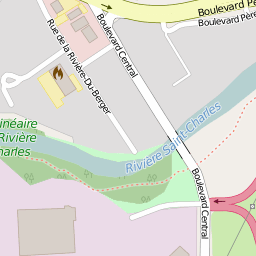 Boulevard Pè
Boulevard Père
Rue de la Rivière-Du-Berger
Boulevard Central
Rivière Saint-Charles
inéaire
Rivière
harles
Boulevard Central